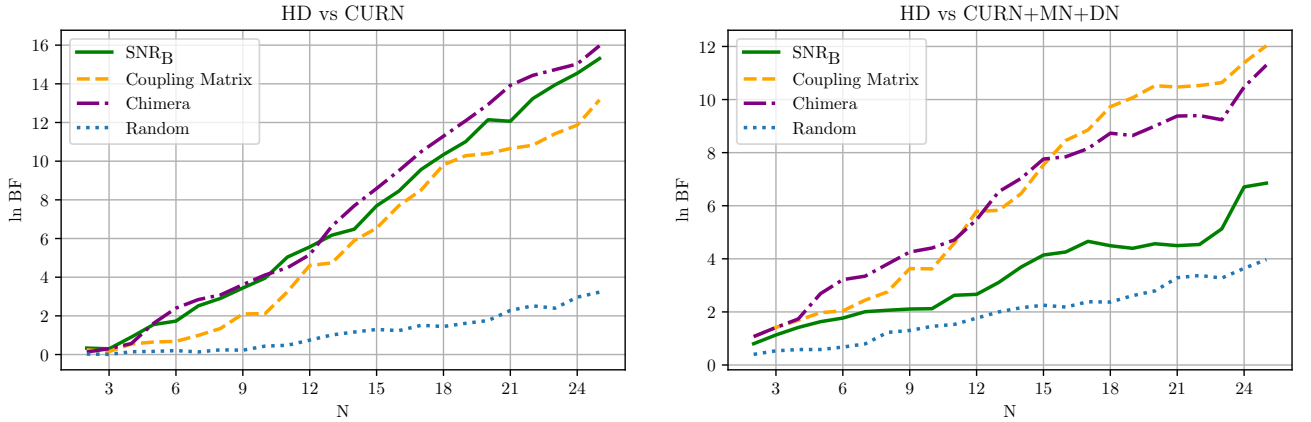 HD vs CURN
16
14
12
10
8
6
4
2
0
ln BF
SNR_B
Coupling Matrix
Chimera
Random
3 6 9 12 15 18 21 24
N
HD vs CURN+MN+DN
12
10
8
6
4
2
0
ln BF
SNR_B
Coupling Matrix
Chimera
Random
3 6 9 12 15 18 21 24
N